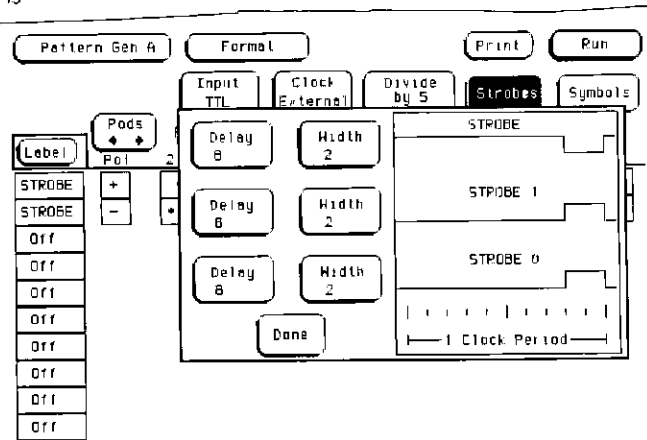 Pattern Gen A Format Print Run
Input TTL Clock External Divide by 5 Strobes Symbols
Pods
Label Pol 2
Delay 8 Width 2 STROBE
STROBE +
STROBE - Delay 8 Width 2 STROBE 1
Off
Off
Off Delay 8 Width 2 STROBE 0
Off
Off Done 1 Clock Period
Off
Off
Off